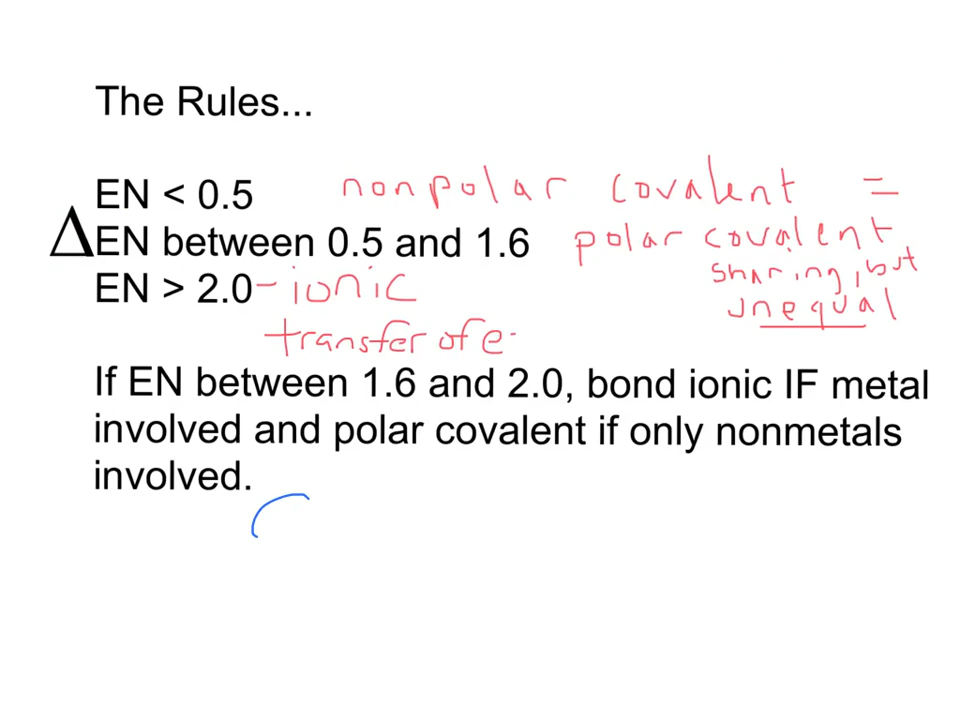 The Rules...
EN < 0.5 nonpolar covalent =
ΔEN between 0.5 and 1.6 polar covalent
sharing, but
EN > 2.0 - ionic unequal
transfer of e-
If EN between 1.6 and 2.0, bond ionic IF metal
involved and polar covalent if only nonmetals
involved.